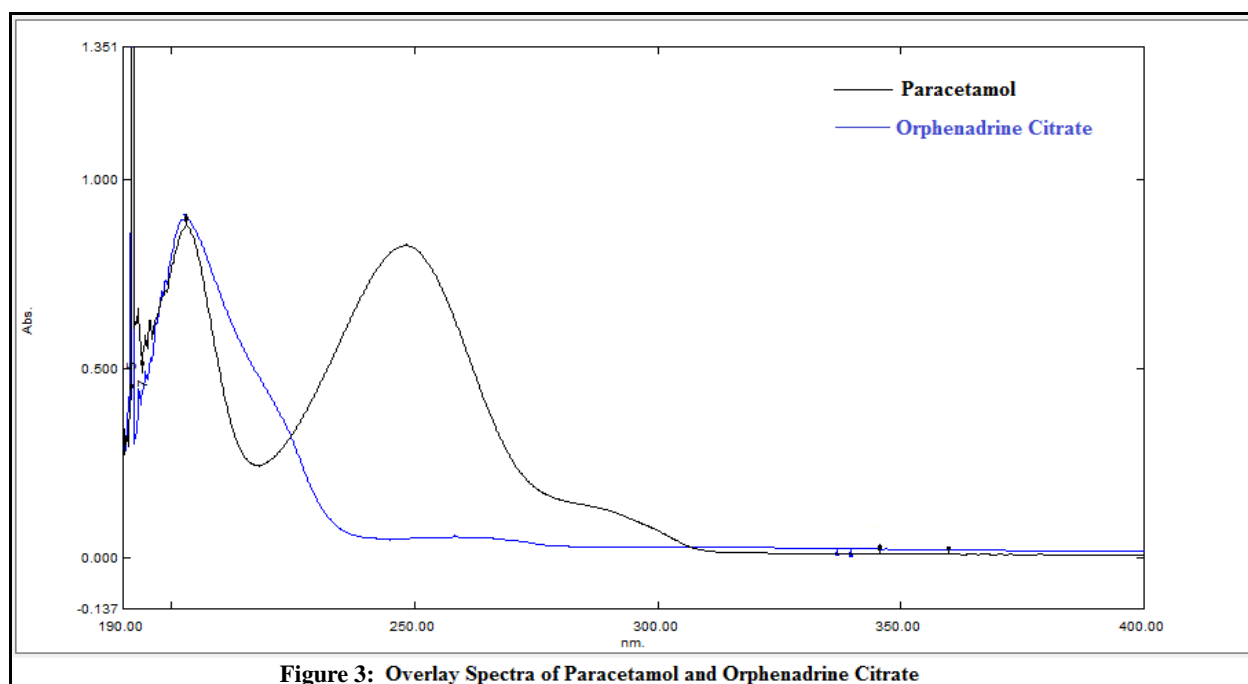 1.351
Paracetamol
Orphenadrine Citrate
1.000
Abs.
0.500
0.000
-0.137
190.00 250.00 300.00 350.00 400.00
nm.
Figure 3: Overlay Spectra of Paracetamol and Orphenadrine Citrate